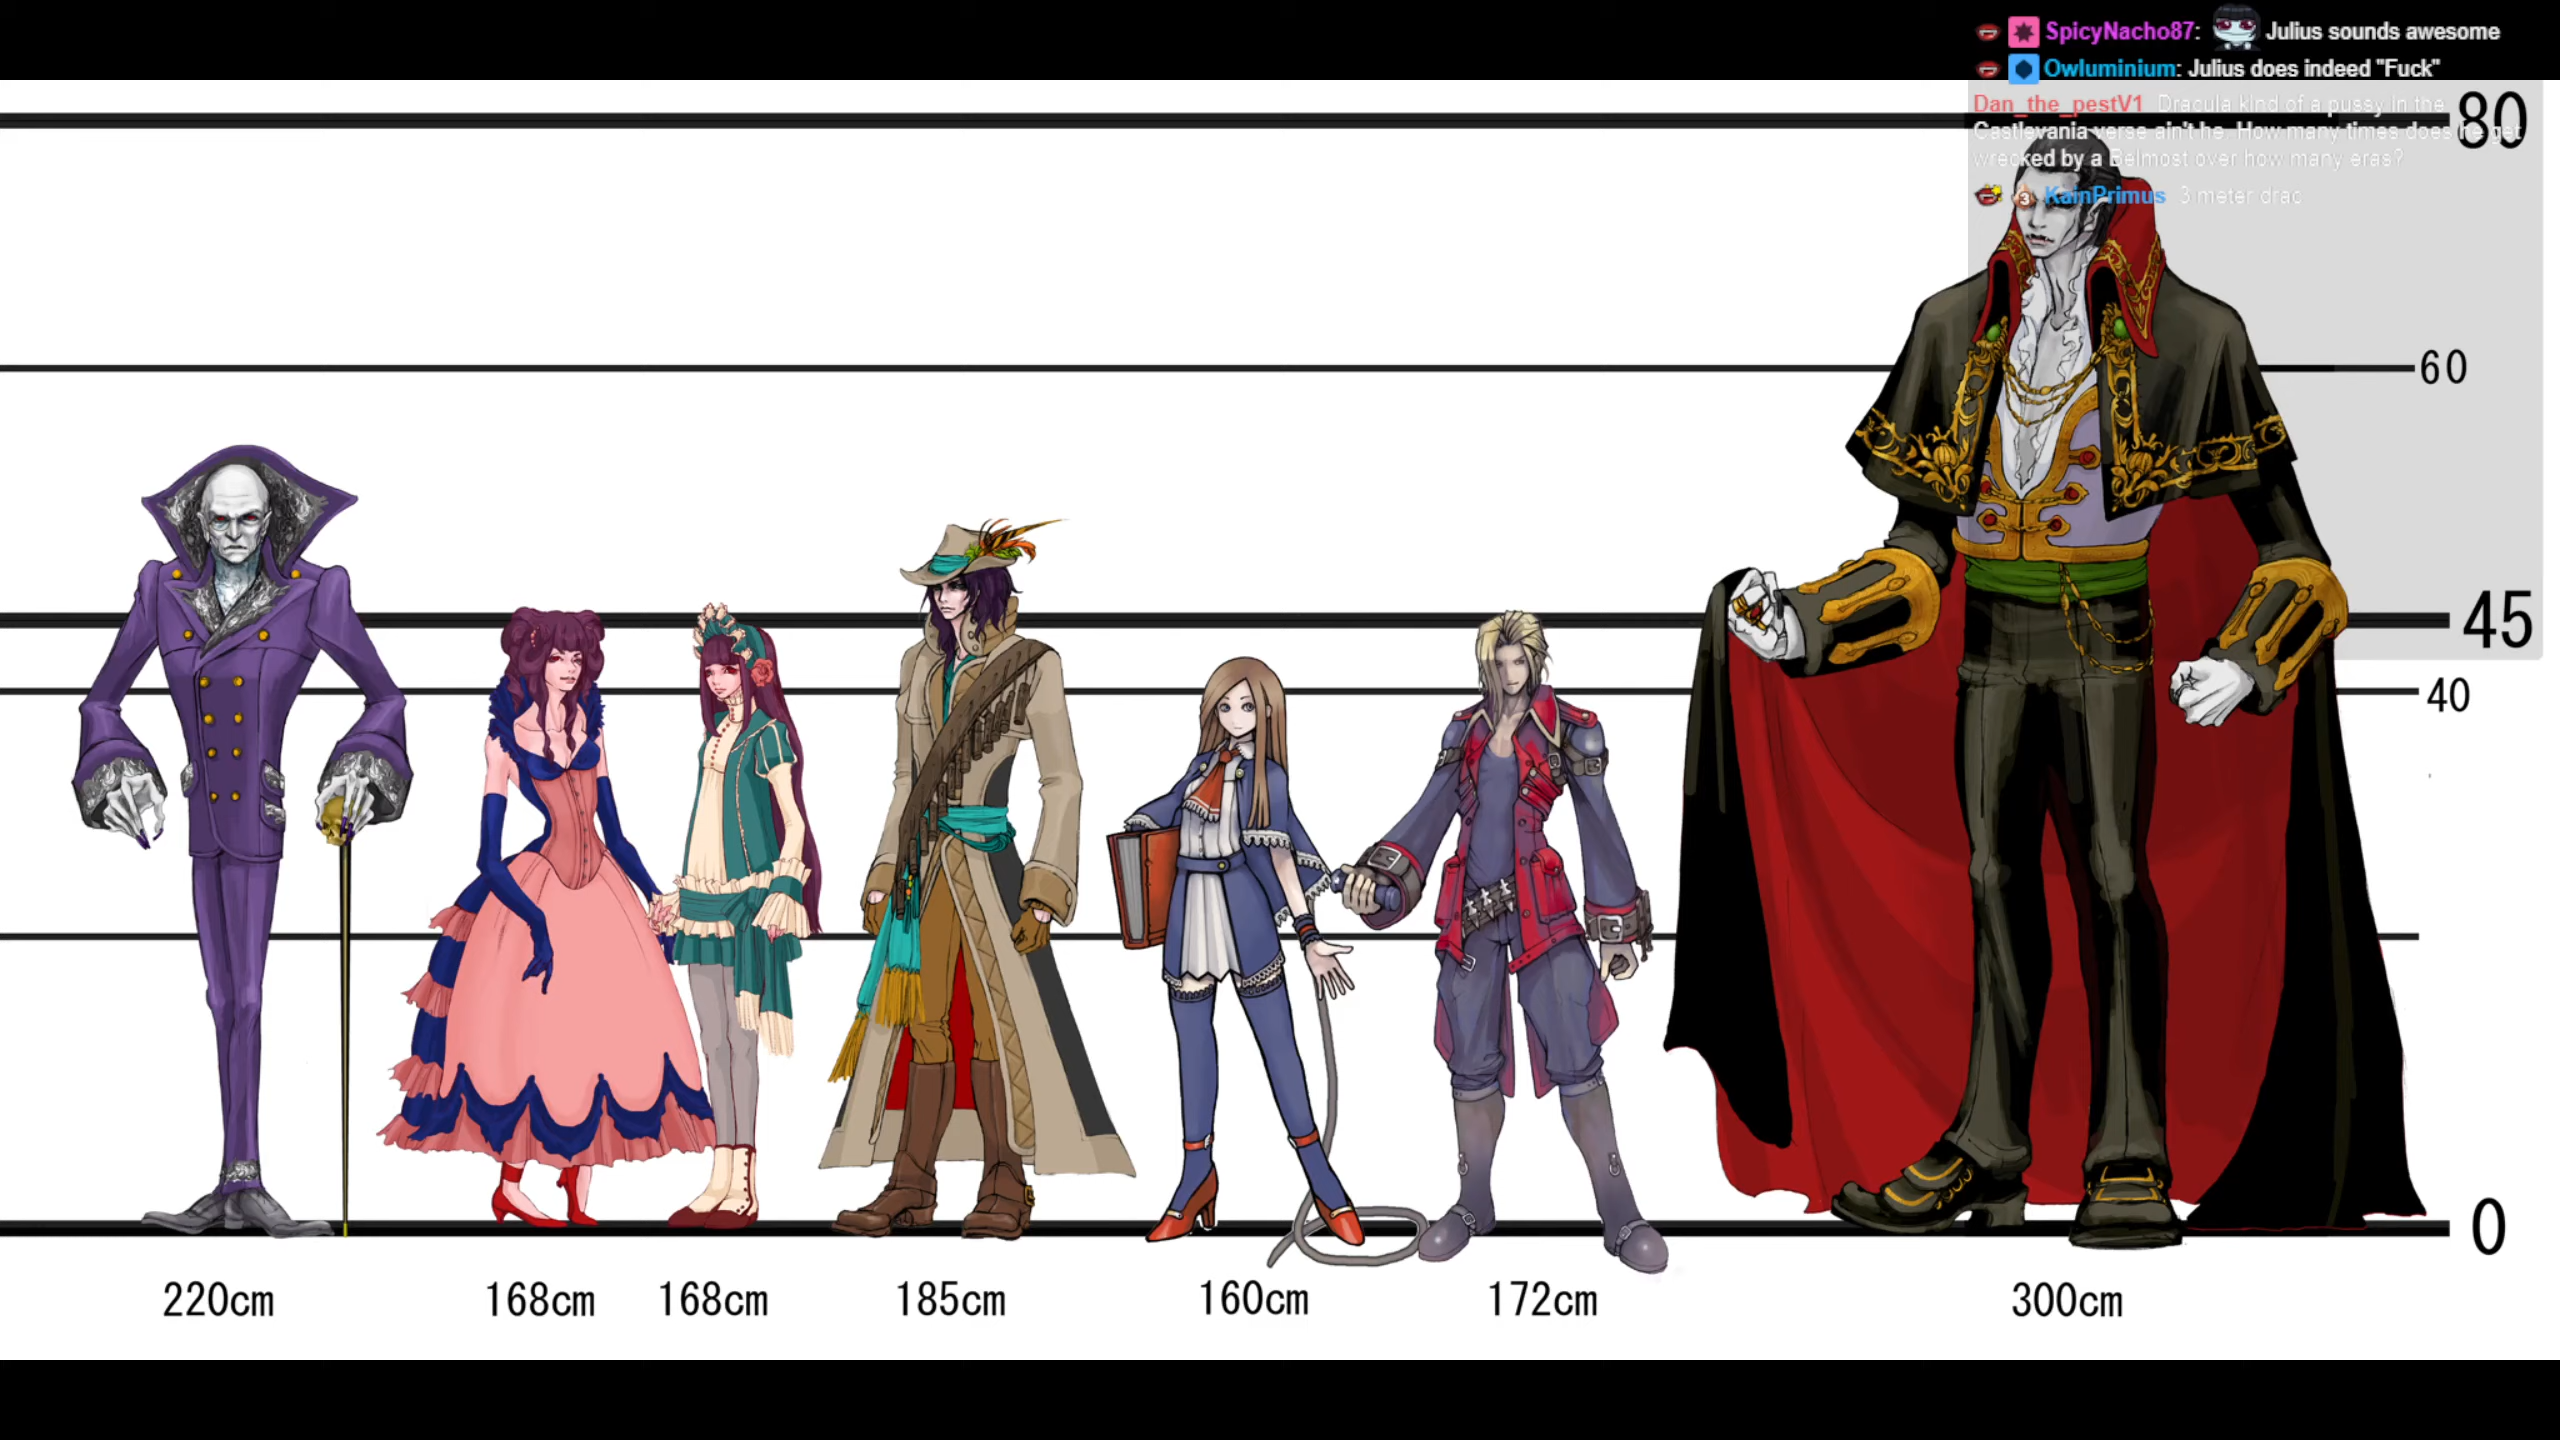 SpicyNacho87: Julius sounds awesome
Owluminium: Julius does indeed "Fuck"
Dan_the_pestV1 Dracula kind of a pussy in the
Castlevania verse ain't he. How many times does he get
wrecked by a Belmost over how many eras?
3 KainPrimus 3 meter drac
80
60
45
40
0
220cm 168cm 168cm 185cm 160cm 172cm 300cm